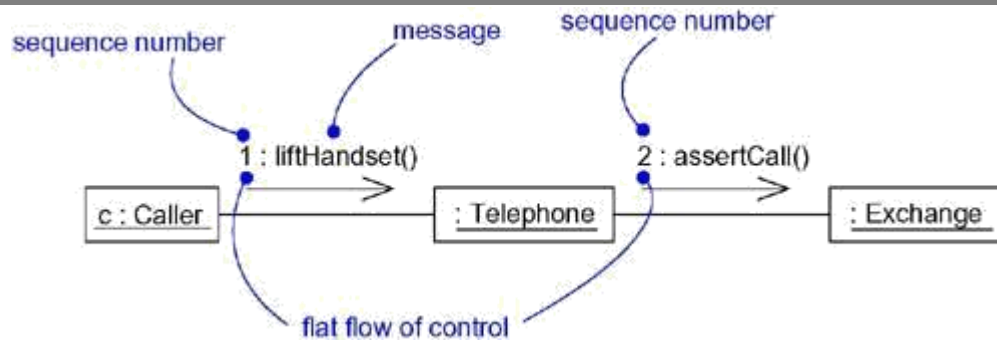 sequence number
message
sequence number
1 : liftHandset()
2 : assertCall()
c : Caller
: Telephone
: Exchange
flat flow of control